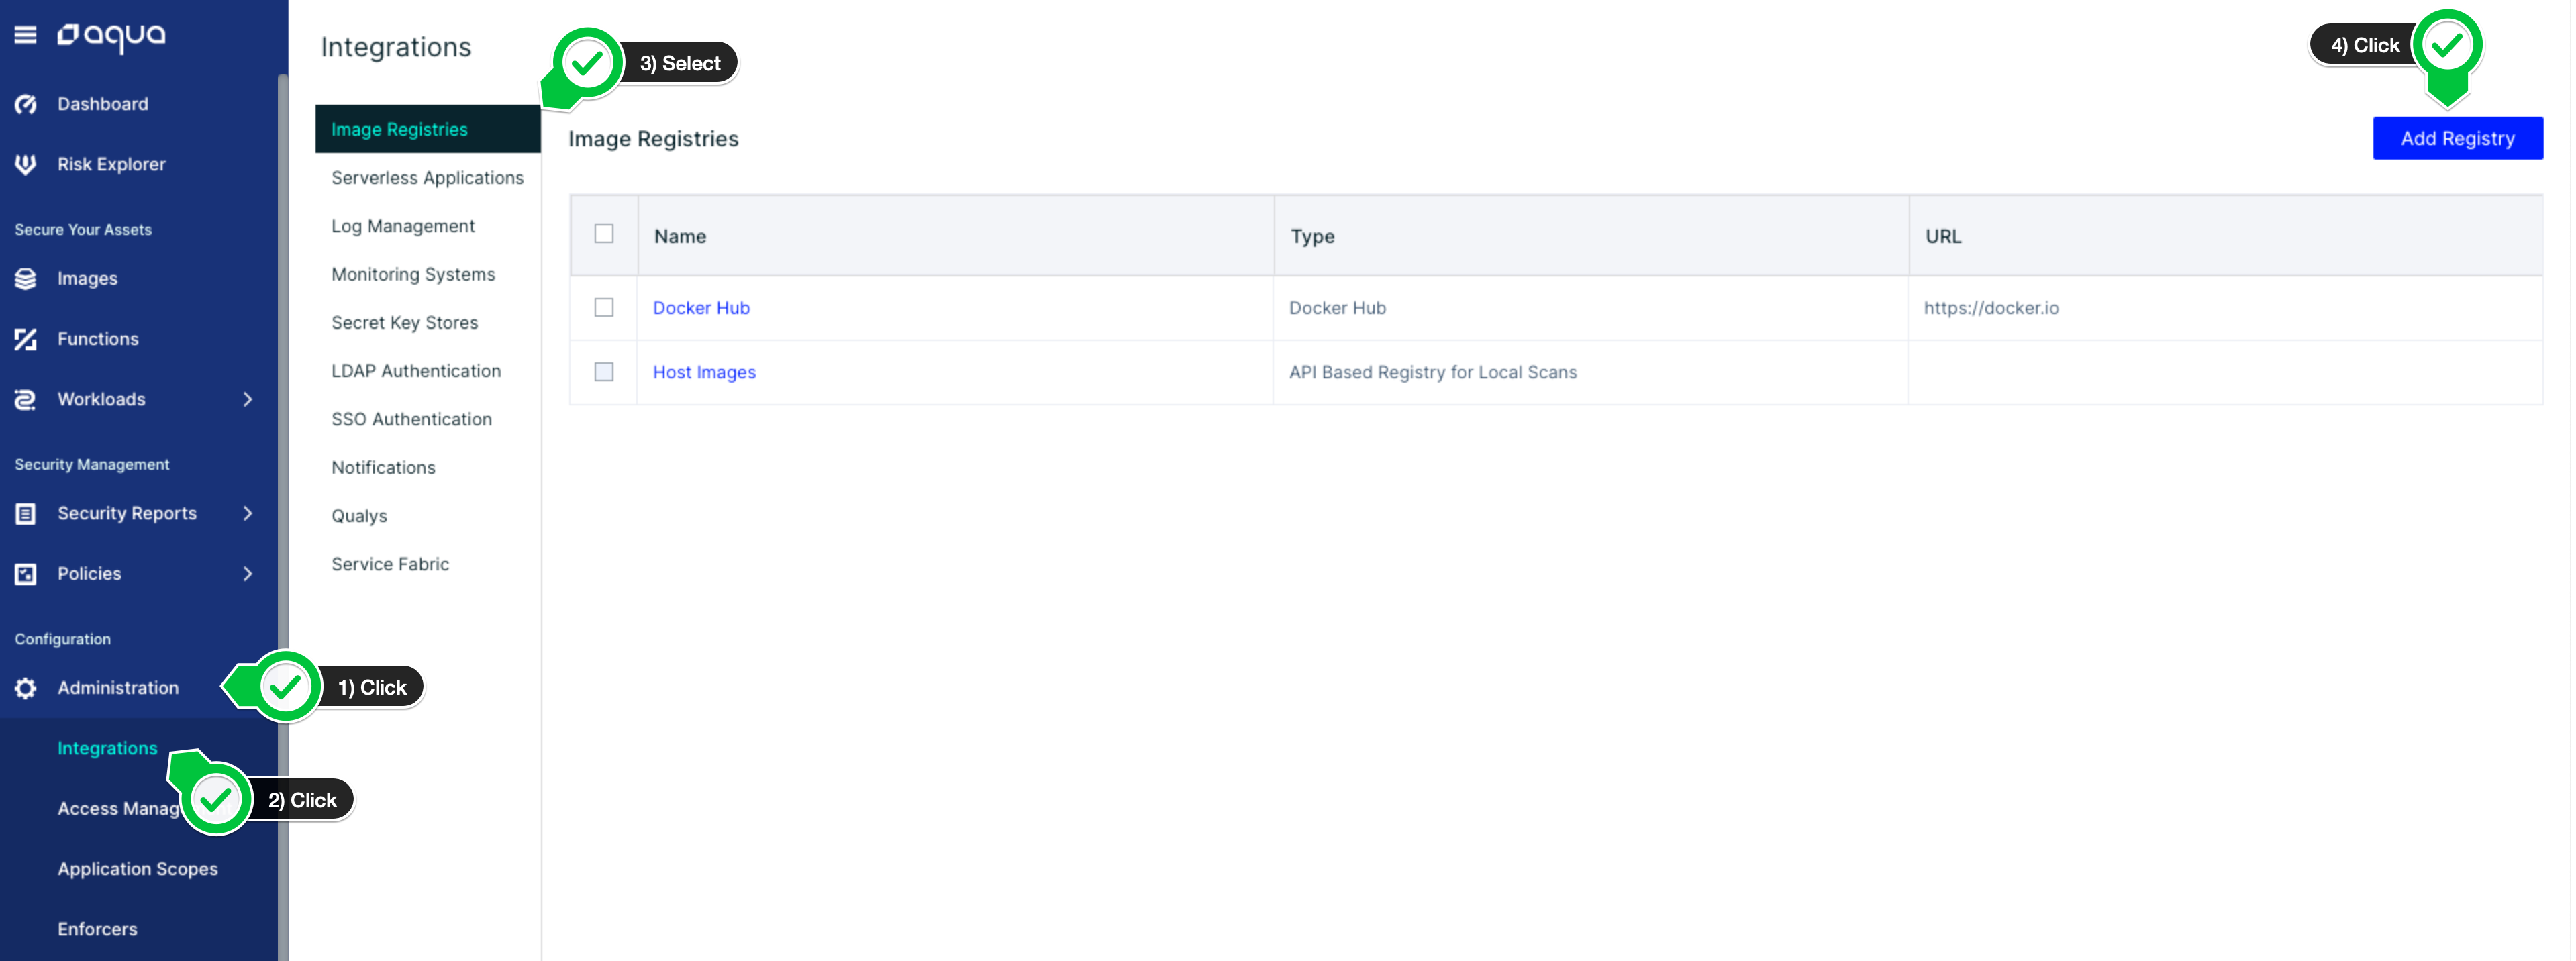 aqua
Dashboard
Risk Explorer
Secure Your Assets
Images
Functions
Workloads
Security Management
Security Reports
Policies
Configuration
Administration
1) Click
Integrations
2) Click
Access Manag
Application Scopes
Enforcers
Integrations
3) Select
Image Registries
Serverless Applications
Log Management
Monitoring Systems
Secret Key Stores
LDAP Authentication
SSO Authentication
Notifications
Qualys
Service Fabric
4) Click
Image Registries
Add Registry
Name Type URL
Docker Hub Docker Hub https://docker.io
Host Images API Based Registry for Local Scans